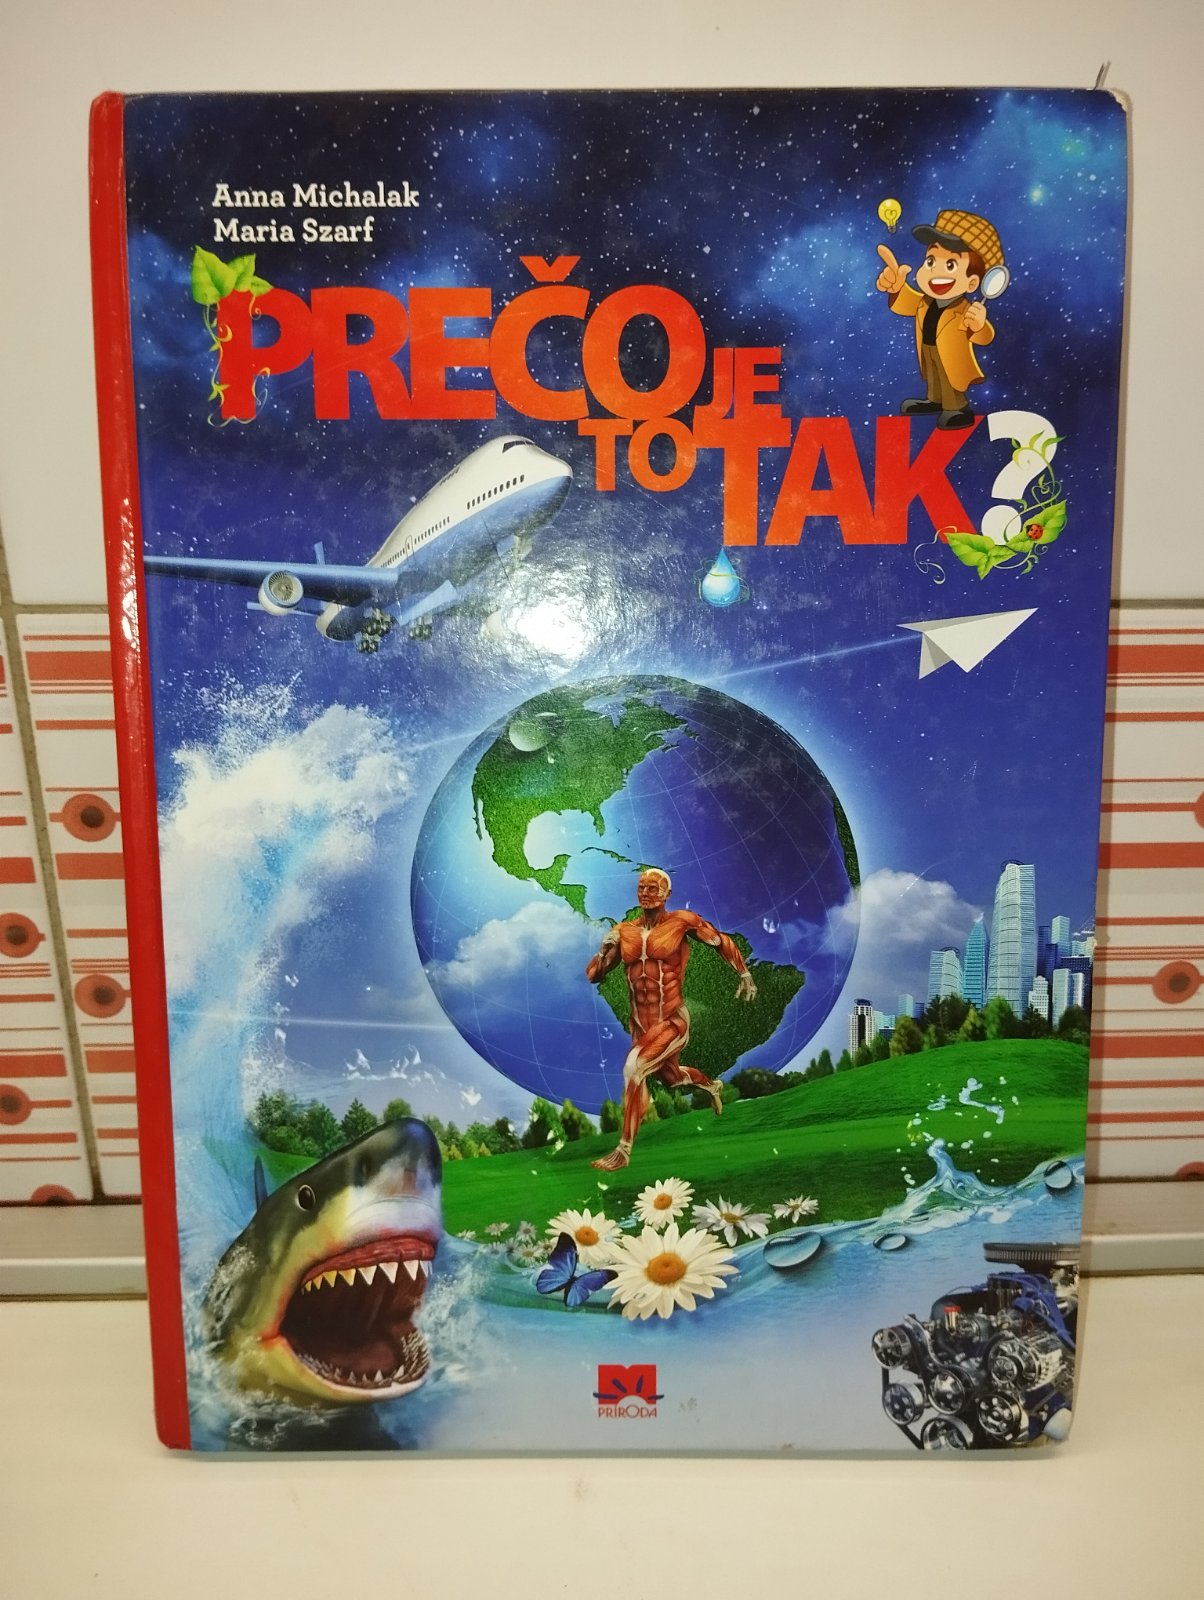 Anna Michalak
Maria Szarf
PREČO JE
TO TAK?
PRÍRODA